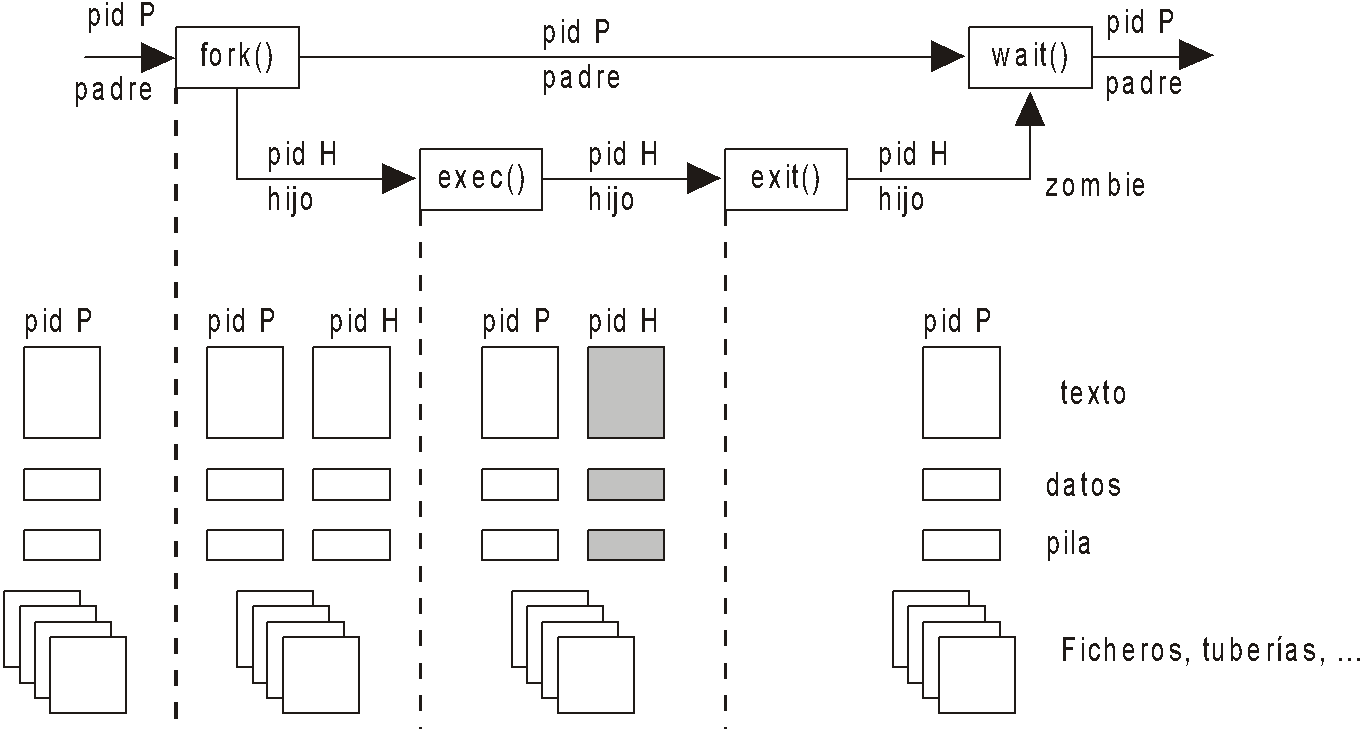 pid P
padre
fork()
pid P
padre
wait()
pid P
padre
pid H
hijo
exec()
pid H
hijo
exit()
pid H
hijo
zombie
pid P
pid P
pid H
pid P
pid H
pid P
texto
datos
pila
Ficheros, tuberías, ...